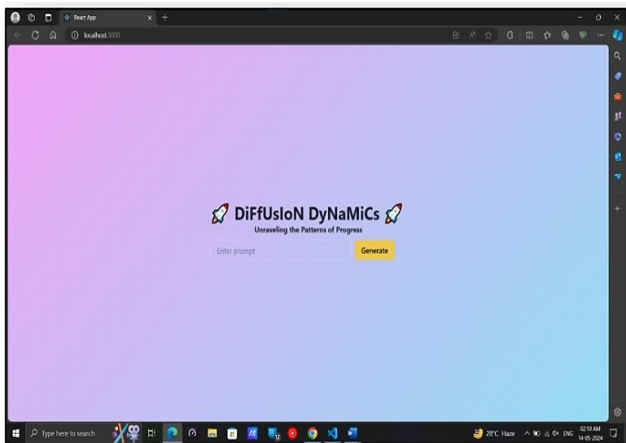 React App
localhost:3000
🚀 DiFfUsIoN DyNaMiCs 🚀
Unraveling the Patterns of Progress
Enter prompt
Generate
Type here to search
28°C Haze
ENG
02:10 AM
14-05-2024